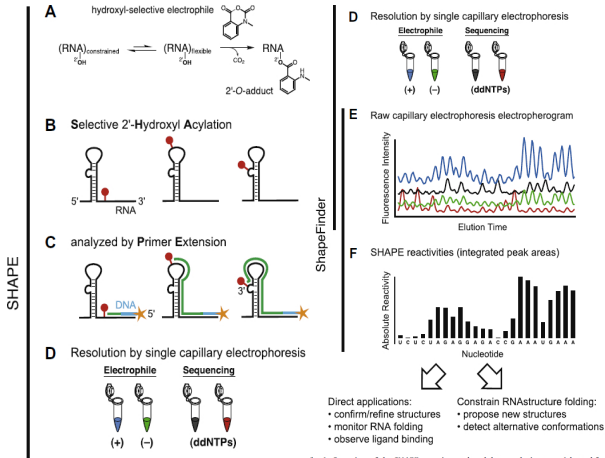 SHAPE
A
hydroxyl-selective electrophile
O O O
N
(RNA)constrained
2'OH
(RNA)flexible
2'OH
CO2
RNA
2'O
O
H
N
2'-O-adduct
B Selective 2'-Hydroxyl Acylation
5' 3'
RNA
C analyzed by Primer Extension
DNA
5'
3'
D Resolution by single capillary electrophoresis
Electrophile Sequencing
(+) (−) (ddNTPs)
ShapeFinder
D Resolution by single capillary electrophoresis
Electrophile Sequencing
(+) (−) (ddNTPs)
E Raw capillary electrophoresis electropherogram
Fluorescence Intensity
Elution Time
F SHAPE reactivities (integrated peak areas)
Absolute Reactivity
U C U C U A G A G G A G A C C G A A A U G A A A
Nucleotide
Direct applications:
• confirm/refine structures
• monitor RNA folding
• observe ligand binding
Constrain RNAstructure folding:
• propose new structures
• detect alternative conformations